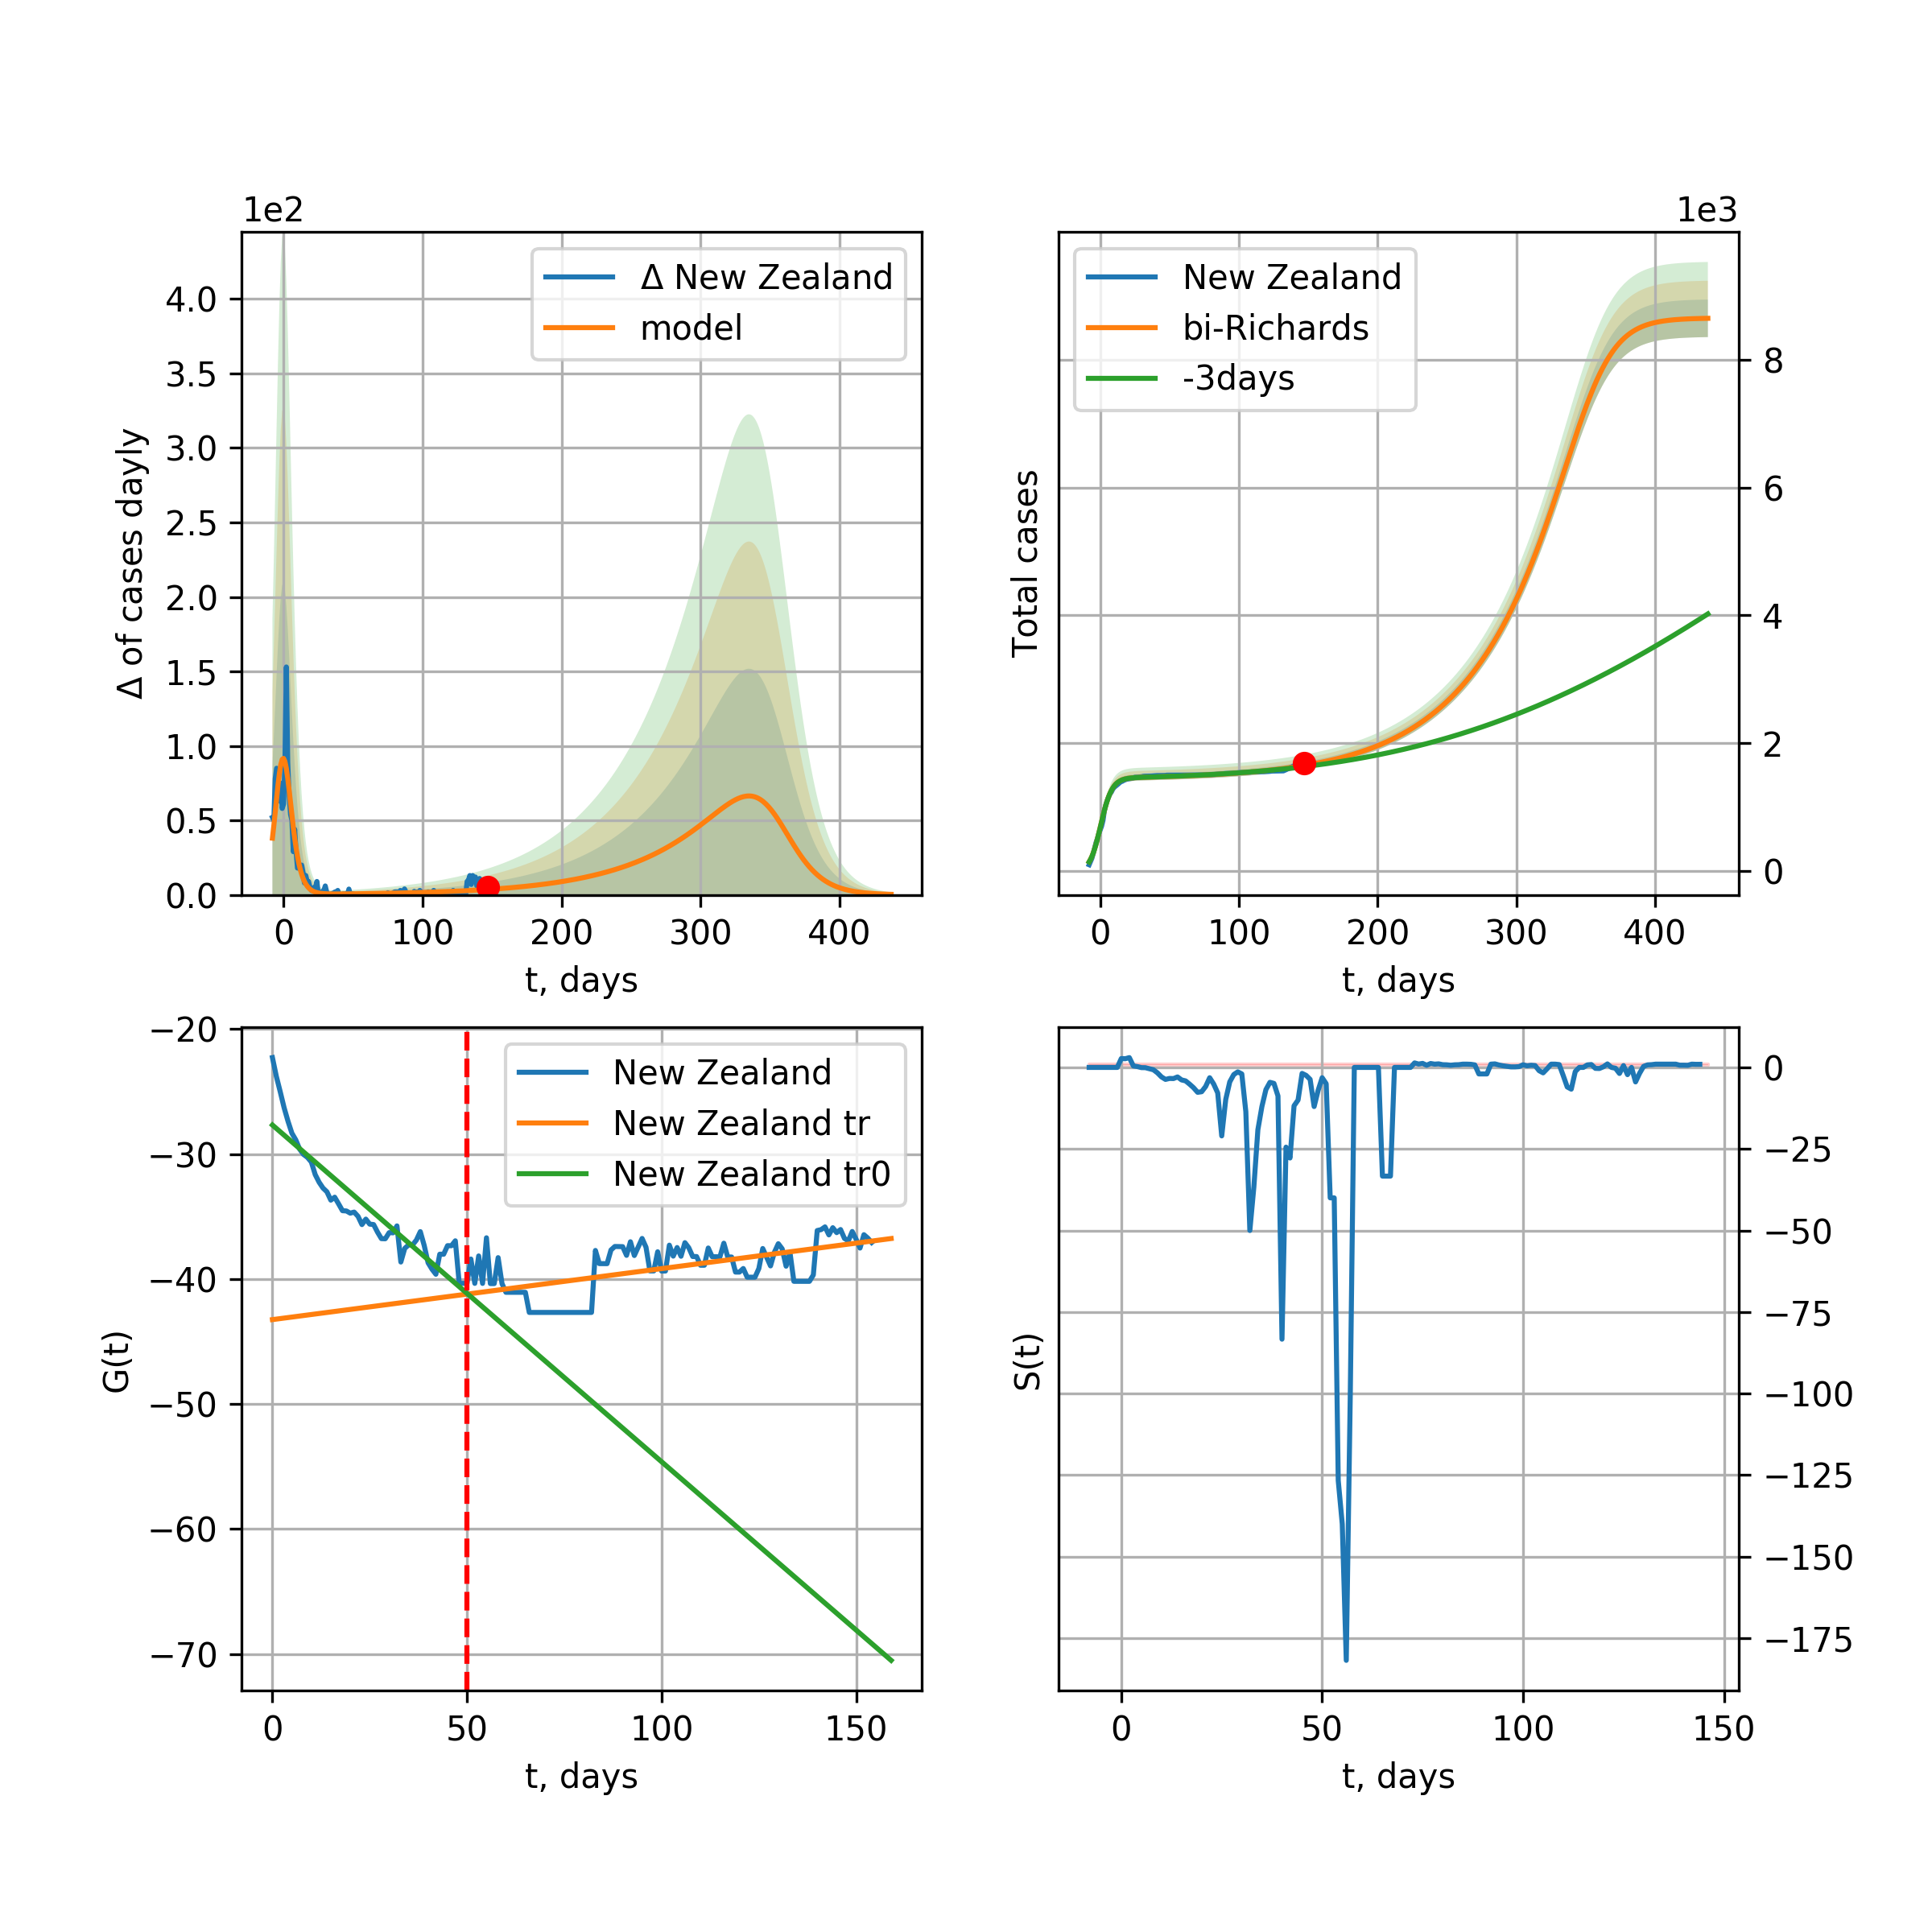 1e2
Δ New Zealand
model
4.0
3.5
3.0
2.5
2.0
1.5
1.0
0.5
0.0
Δ of cases dayly
0 100 200 300 400
t, days
1e3
New Zealand
bi-Richards
-3days
8
6
4
2
0
Total cases
0 100 200 300 400
t, days
New Zealand
New Zealand tr
New Zealand tr0
−20
−30
−40
−50
−60
−70
G(t)
0 50 100 150
t, days
0
−25
−50
−75
−100
−125
−150
−175
S(t)
0 50 100 150
t, days